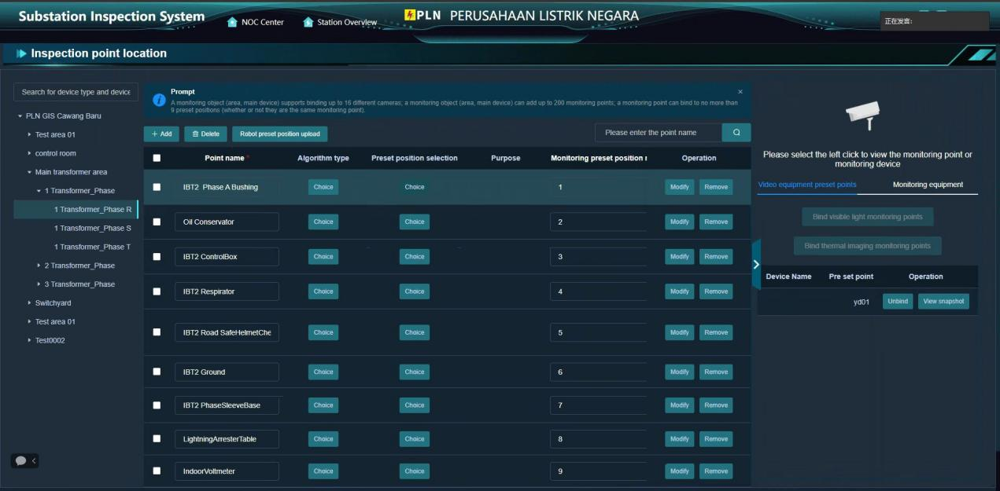 Substation Inspection System
NOC Center
Station Overview
PLN PERUSAHAAN LISTRIK NEGARA
正在发言:
Inspection point location
Search for device type and device
PLN GIS Cawang Baru
Test area 01
control room
Main transformer area
1 Transformer_Phase
1 Transformer_Phase R
1 Transformer_Phase S
1 Transformer_Phase T
2 Transformer_Phase
3 Transformer_Phase
Switchyard
Test area 01
Test0002
Prompt
A monitoring object (area, main device) supports binding up to 16 different cameras; a monitoring object (area, main device) can add up to 200 monitoring points; a monitoring point can bind to no more than
9 preset positions (whether or not they are the same monitoring point).
+ Add
Delete
Robot preset position upload
Please enter the point name
Point name * Algorithm type Preset position selection Purpose Monitoring preset position Operation
IBT2 Phase A Bushing Choice Choice 1 Modify Remove
Oil Conservator Choice Choice 2 Modify Remove
IBT2 ControlBox Choice Choice 3 Modify Remove
IBT2 Respirator Choice Choice 4 Modify Remove
IBT2 Road SafeHelmetChe Choice Choice 5 Modify Remove
IBT2 Ground Choice Choice 6 Modify Remove
IBT2 PhaseSleeveBase Choice Choice 7 Modify Remove
LightningArresterTable Choice Choice 8 Modify Remove
IndoorVoltmeter Choice Choice 9 Modify Remove
Please select the left click to view the monitoring point or
monitoring device
Video equipment preset points
Monitoring equipment
Bind visible light monitoring points
Bind thermal imaging monitoring points
Device Name Pre set point Operation
yd01 Unbind View snapshot